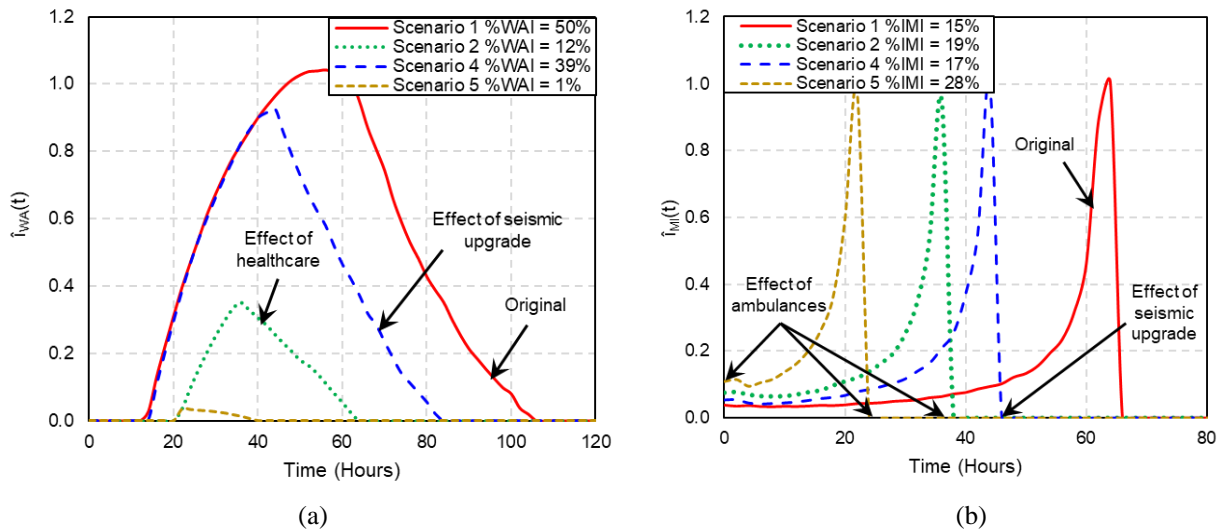 1.2
1.0
0.8
0.6
0.4
0.2
0.0
0 20 40 60 80 100 120
Time (Hours)
î_WA(t)
Scenario 1 %WAI = 50%
Scenario 2 %WAI = 12%
Scenario 4 %WAI = 39%
Scenario 5 %WAI = 1%
Effect of
healthcare
Effect of seismic
upgrade
Original
(a)
1.2
1.0
0.8
0.6
0.4
0.2
0.0
0 20 40 60 80
Time (Hours)
î_MI(t)
Scenario 1 %IMI = 15%
Scenario 2 %IMI = 19%
Scenario 4 %IMI = 17%
Scenario 5 %IMI = 28%
Original
Effect of
ambulances
Effect of
seismic
upgrade
(b)